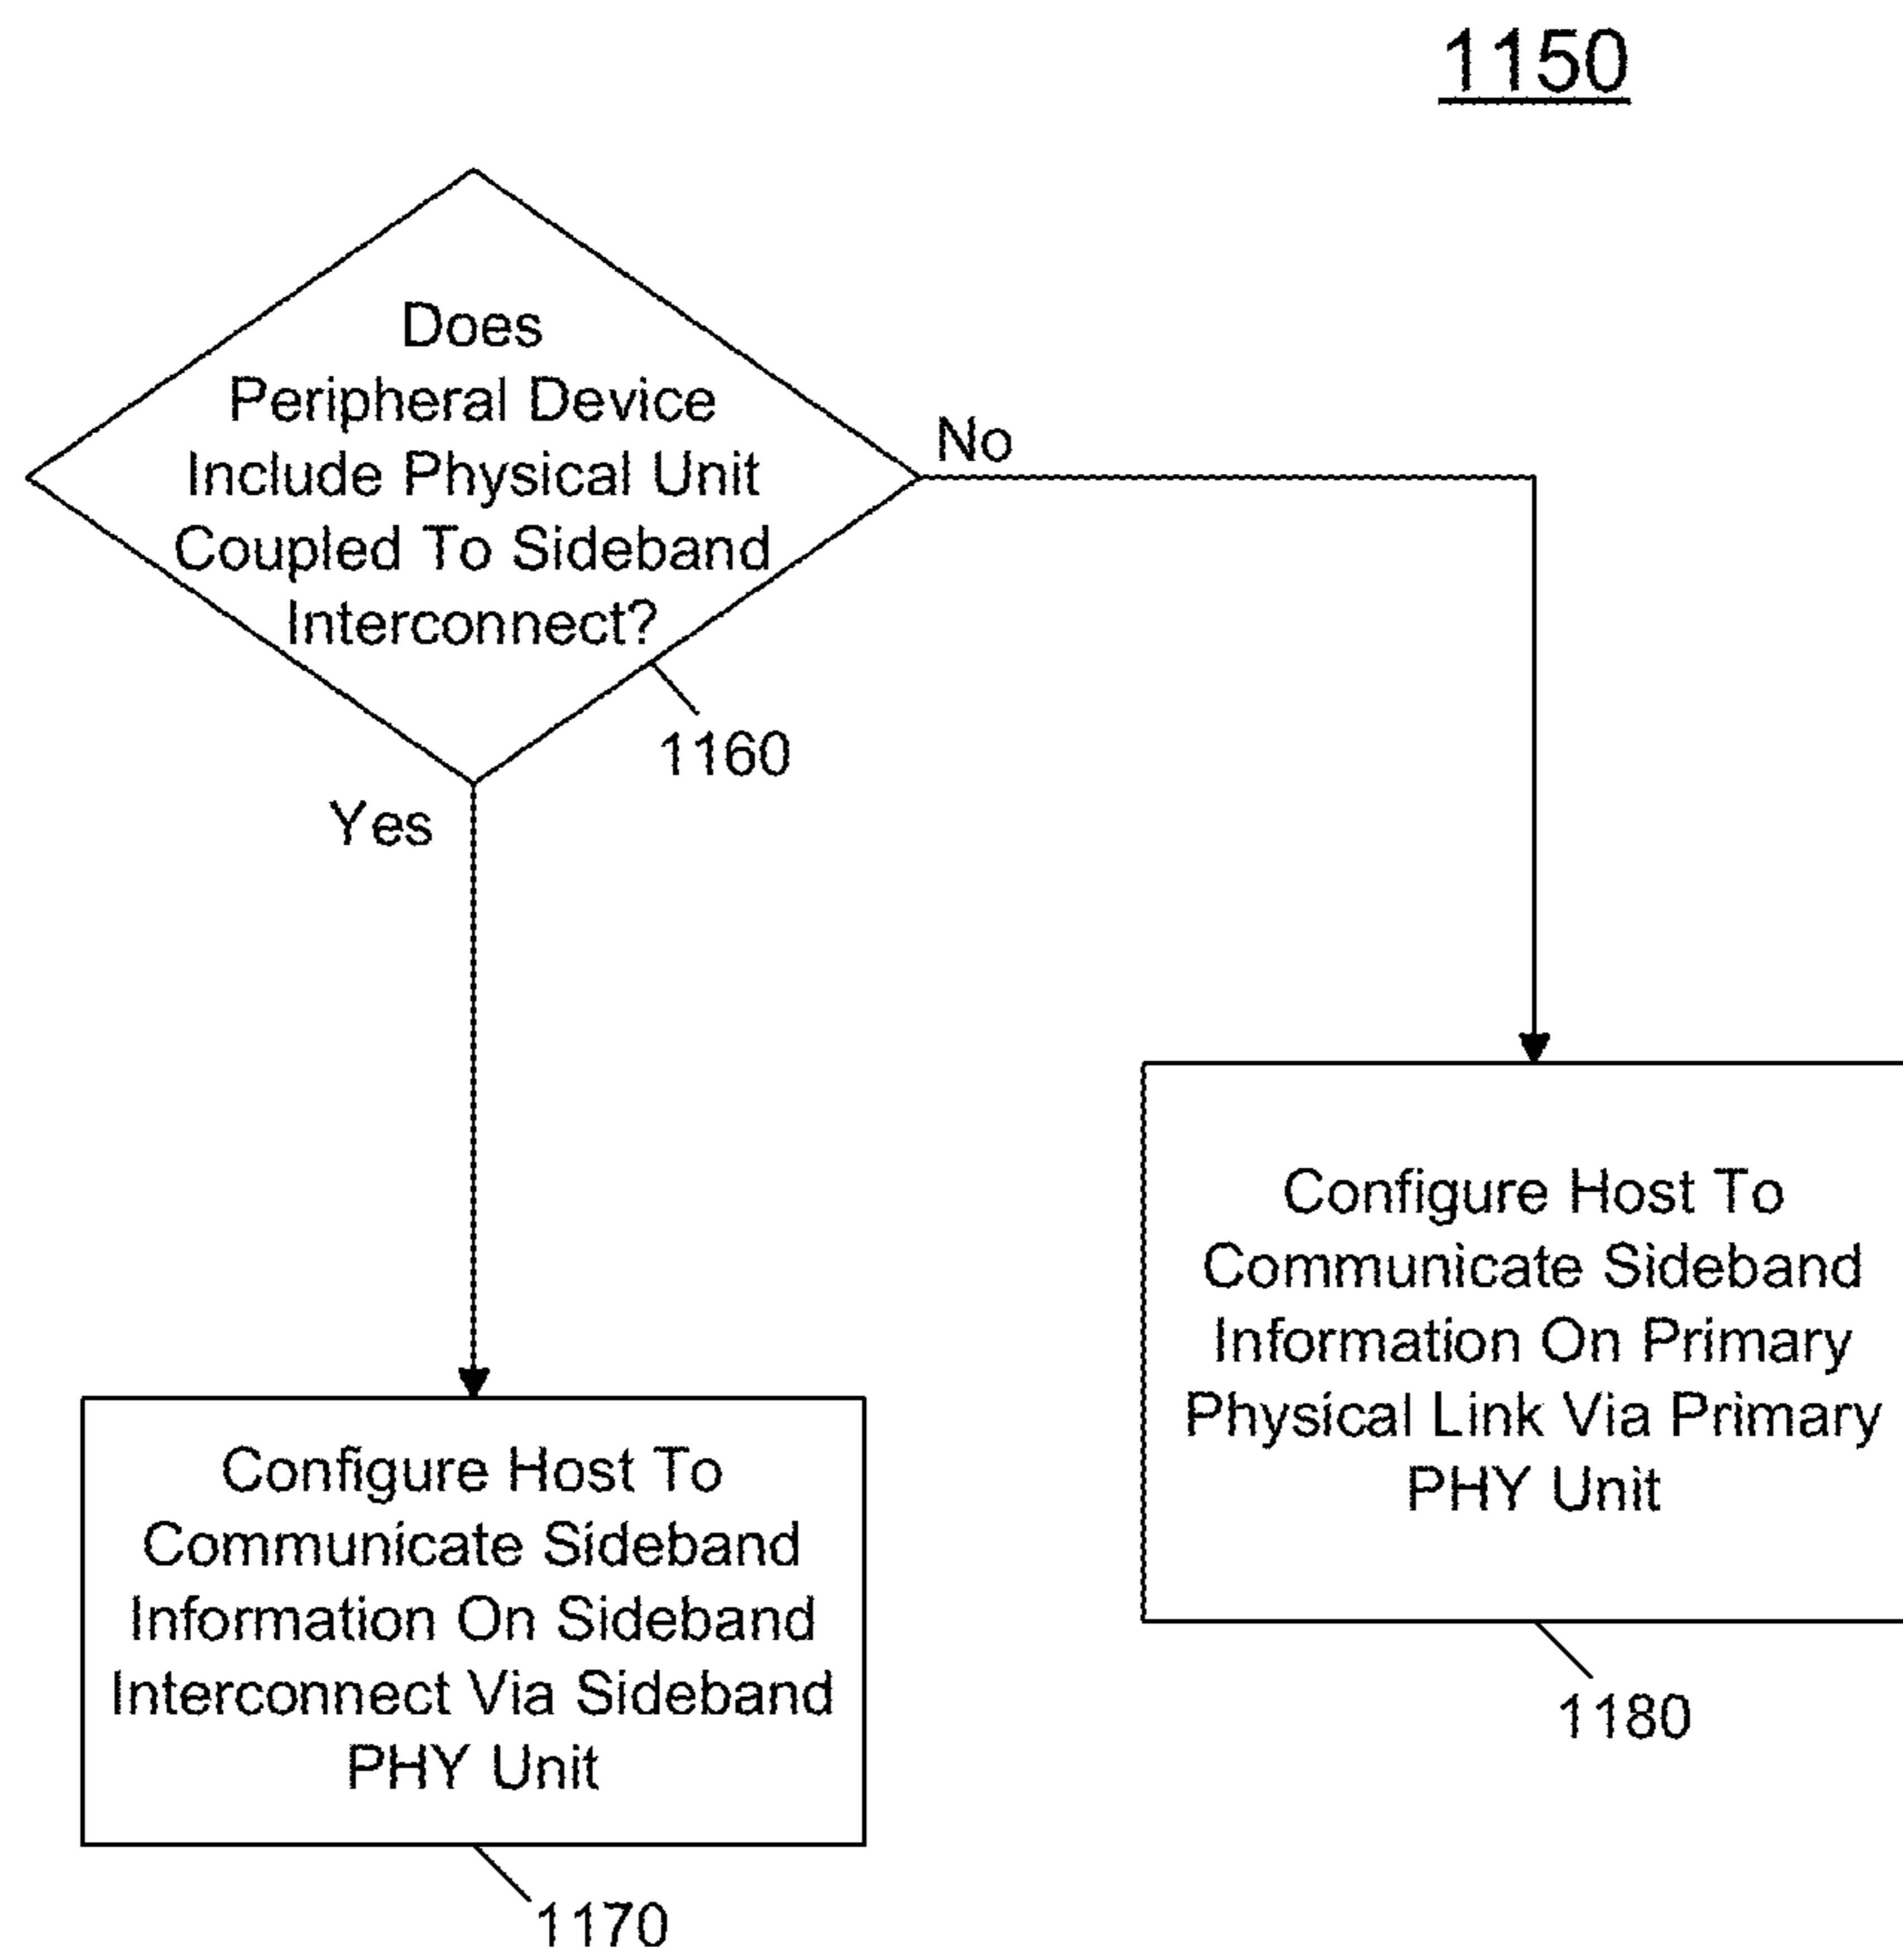 1150
Does
Peripheral Device
Include Physical Unit
Coupled To Sideband
Interconnect?
No
1160
Yes
Configure Host To
Communicate Sideband
Information On Primary
Physical Link Via Primary
PHY Unit
1180
Configure Host To
Communicate Sideband
Information On Sideband
Interconnect Via Sideband
PHY Unit
1170